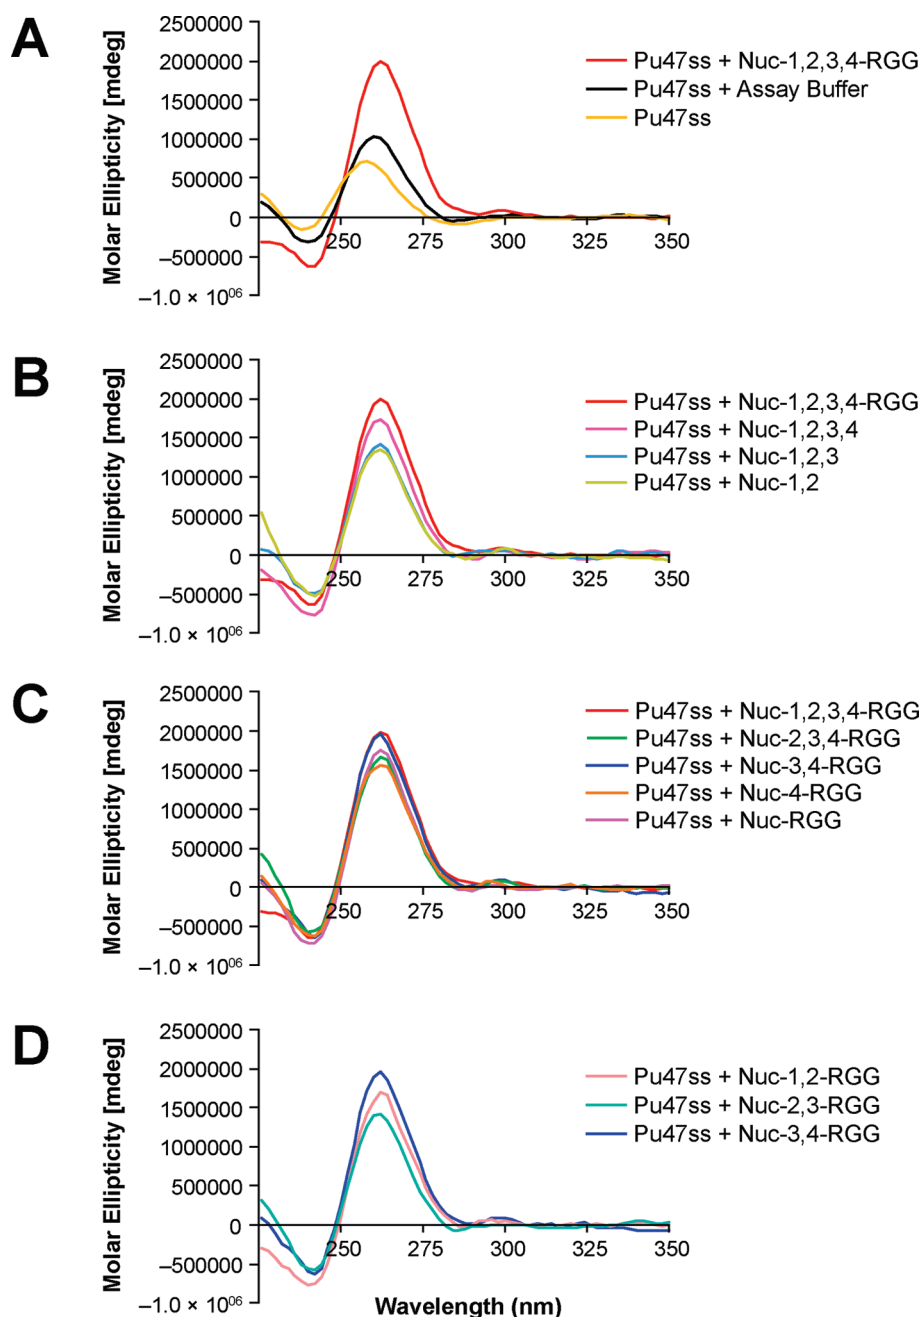 A
Molar Ellipticity [mdeg]
2500000
2000000
1500000
1000000
500000
0
–500000
–1.0 × 10⁰⁶
250
275
300
325
350
Pu47ss + Nuc-1,2,3,4-RGG
Pu47ss + Assay Buffer
Pu47ss
B
Molar Ellipticity [mdeg]
2500000
2000000
1500000
1000000
500000
0
–500000
–1.0 × 10⁰⁶
250
275
300
325
350
Pu47ss + Nuc-1,2,3,4-RGG
Pu47ss + Nuc-1,2,3,4
Pu47ss + Nuc-1,2,3
Pu47ss + Nuc-1,2
C
Molar Ellipticity [mdeg]
2500000
2000000
1500000
1000000
500000
0
–500000
–1.0 × 10⁰⁶
250
275
300
325
350
Pu47ss + Nuc-1,2,3,4-RGG
Pu47ss + Nuc-2,3,4-RGG
Pu47ss + Nuc-3,4-RGG
Pu47ss + Nuc-4-RGG
Pu47ss + Nuc-RGG
D
Molar Ellipticity [mdeg]
2500000
2000000
1500000
1000000
500000
0
–500000
–1.0 × 10⁰⁶
250
275
300
325
350
Pu47ss + Nuc-1,2-RGG
Pu47ss + Nuc-2,3-RGG
Pu47ss + Nuc-3,4-RGG
Wavelength (nm)